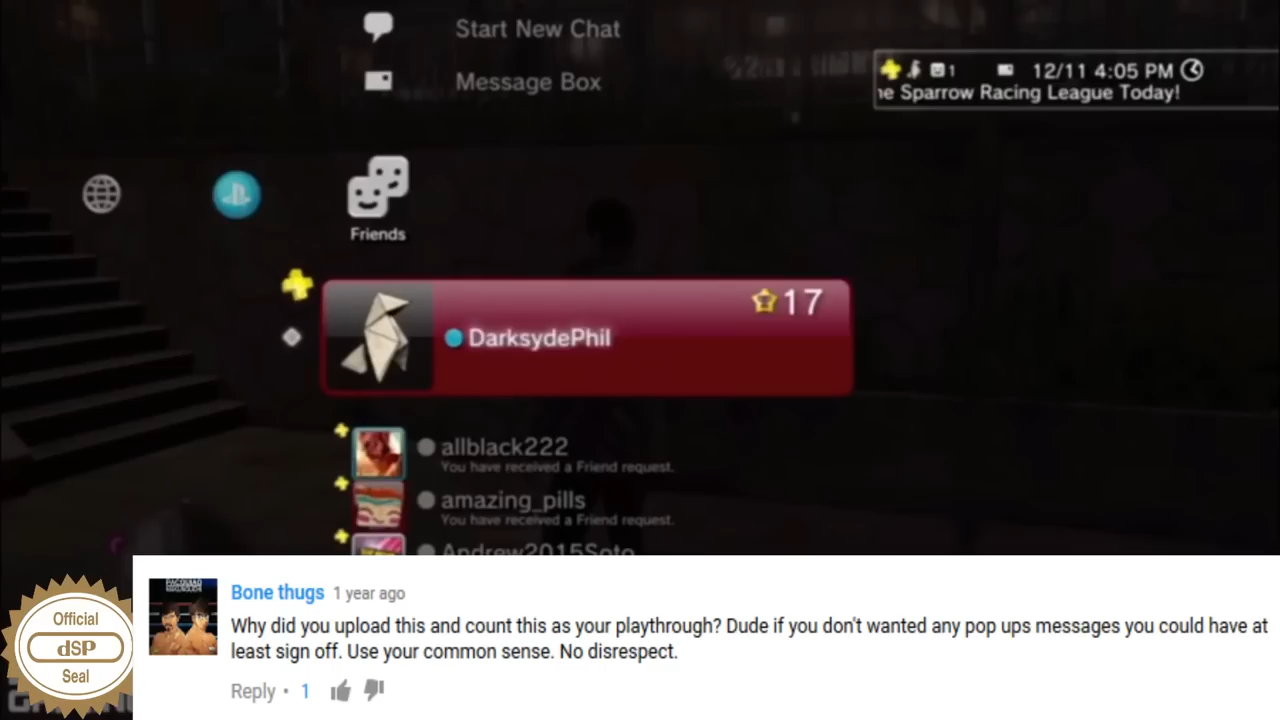 Start New Chat
Message Box
1 12/11 4:05 PM
e Sparrow Racing League Today!
Friends
17
DarksydePhil
allblack222
You have received a Friend request.
amazing_pills
You have received a Friend request.
Andrew2015Soto
Official
dSP
Seal
Bone thugs 1 year ago
Why did you upload this and count this as your playthrough? Dude if you don't wanted any pop ups messages you could have at
least sign off. Use your common sense. No disrespect.
Reply • 1